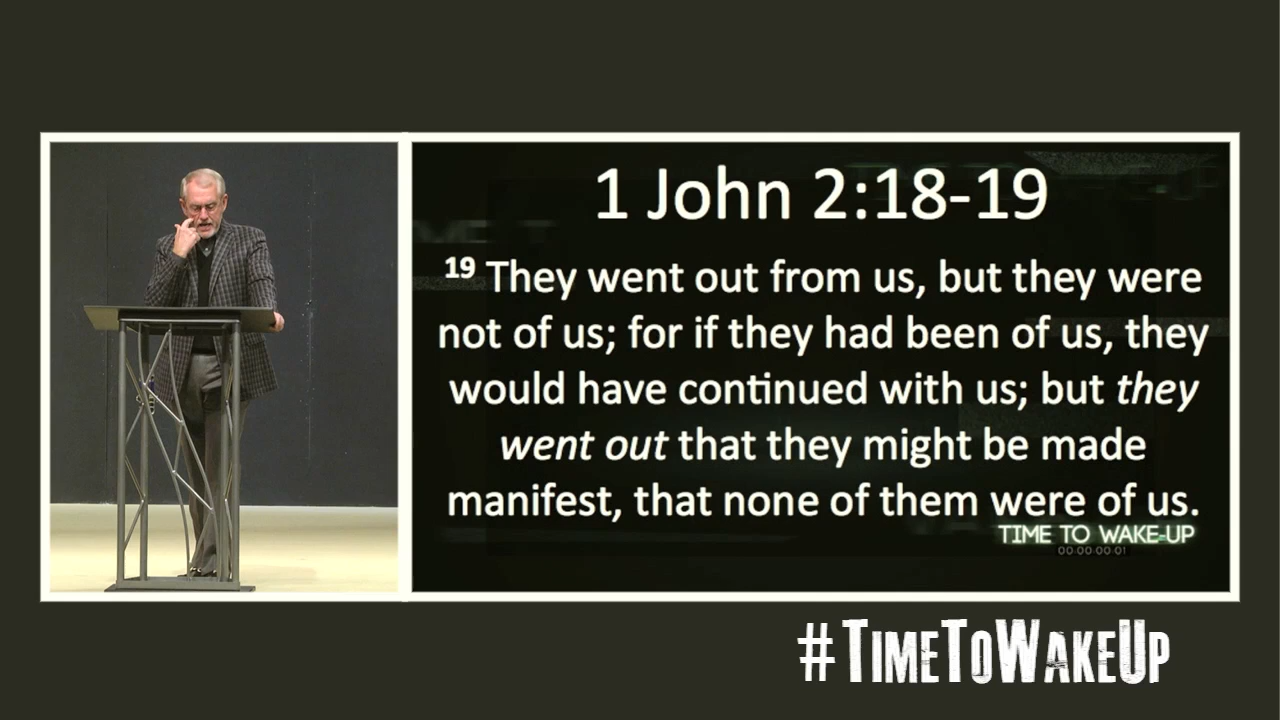 1 John 2:18-19
19 They went out from us, but they were
not of us; for if they had been of us, they
would have continued with us; but they
went out that they might be made
manifest, that none of them were of us.
TIME TO WAKE-UP
00:00:00:01
#TIMETOWAKEUP